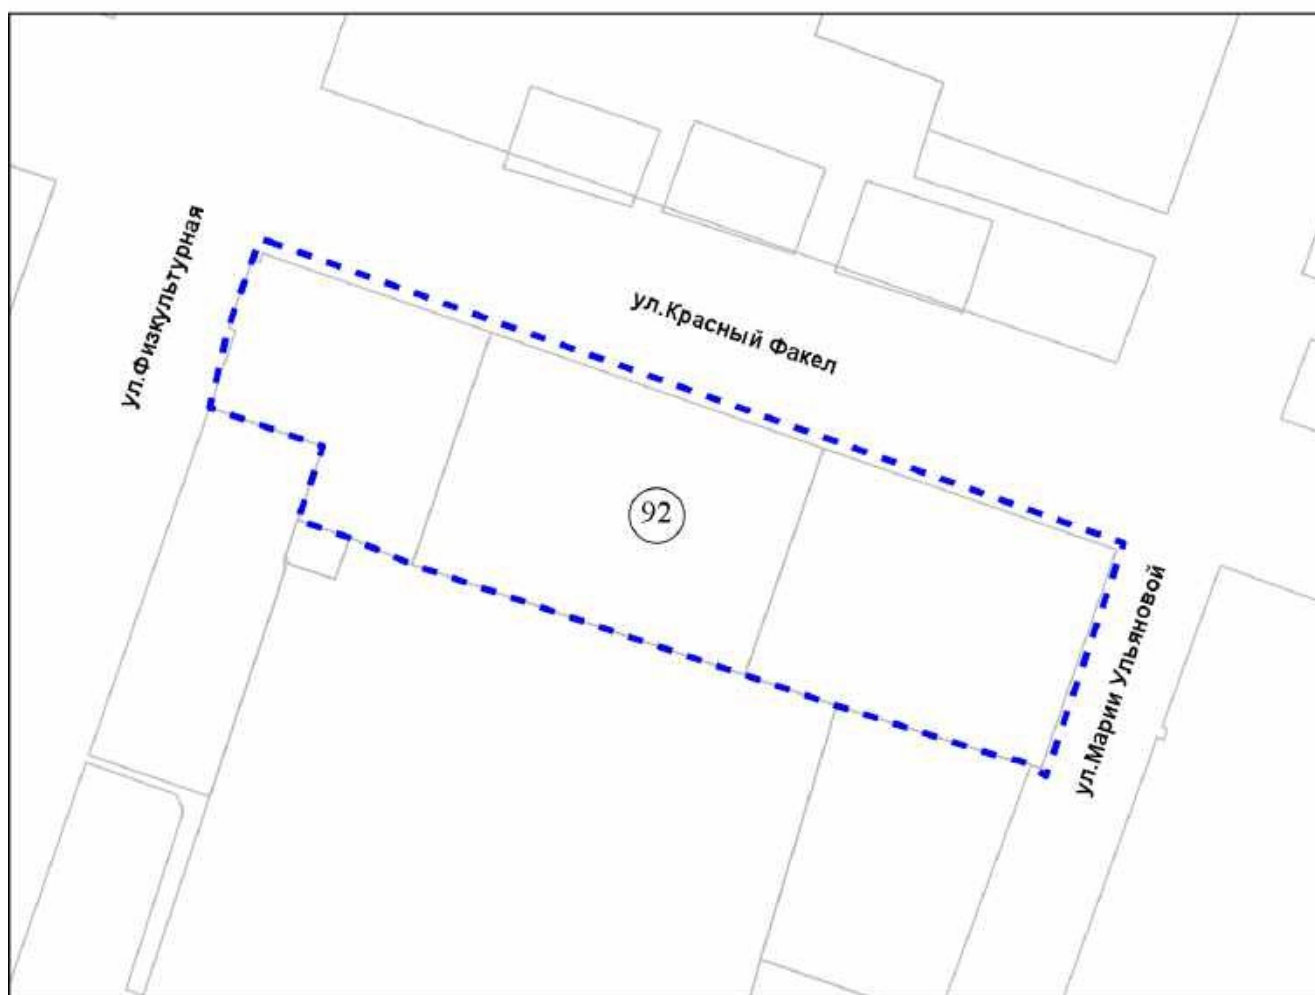 ул.Физкультурная
ул.Красный Факел
92
ул.Марии Ульяновой